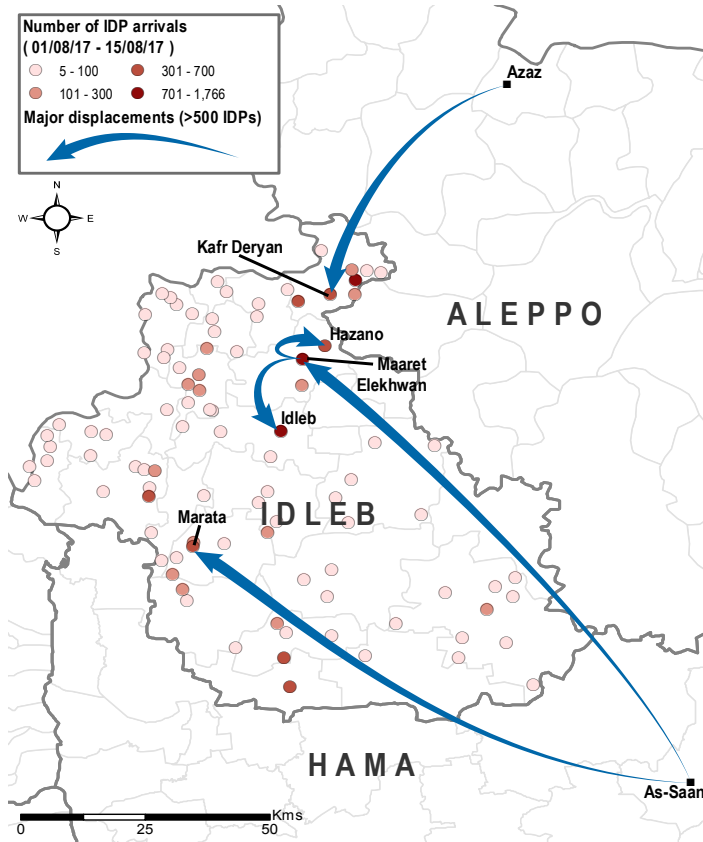 Number of IDP arrivals
( 01/08/17 - 15/08/17 )
5 - 100
301 - 700
101 - 300
701 - 1,766
Major displacements (>500 IDPs)
N
W
E
S
Azaz
Kafr Deryan
ALEPPO
Hazano
Maaret
Elekhwan
Idleb
IDLEB
Marata
HAMA
As-Saan
Kms
0
25
50